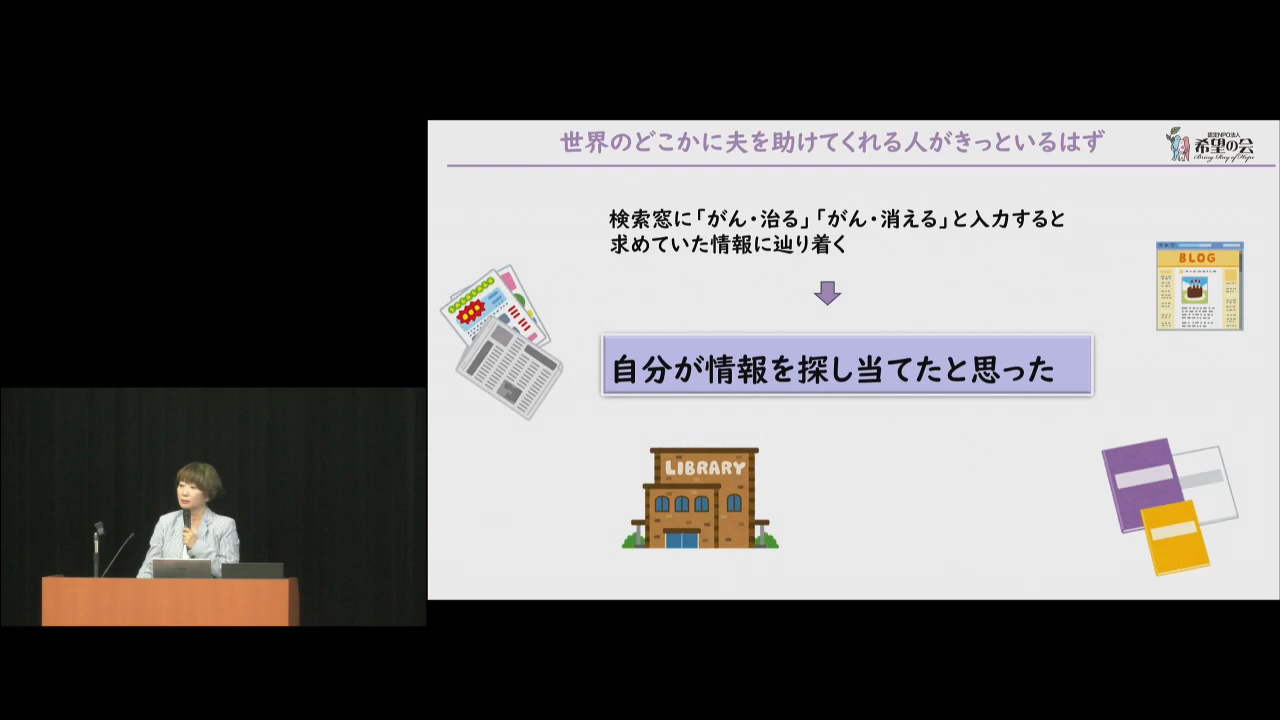 世界のどこかに夫を助けてくれる人がきっといるはず
認定NPO法人
希望の会
Bring Ray of Hope
検索窓に「がん・治る」「がん・消える」と入力すると
求めていた情報に辿り着く
BLOG
自分が情報を探し当てたと思った
LIBRARY